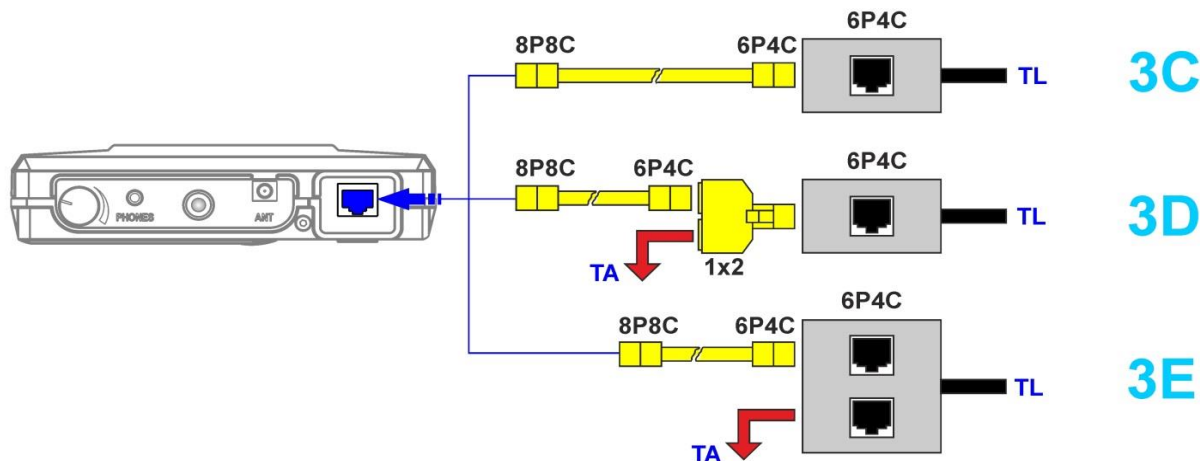 6P4C
8P8C 6P4C
TL
3C
PHONES
ANT
8P8C 6P4C
6P4C
TL
3D
TA
1x2
6P4C
8P8C 6P4C
TL
3E
TA